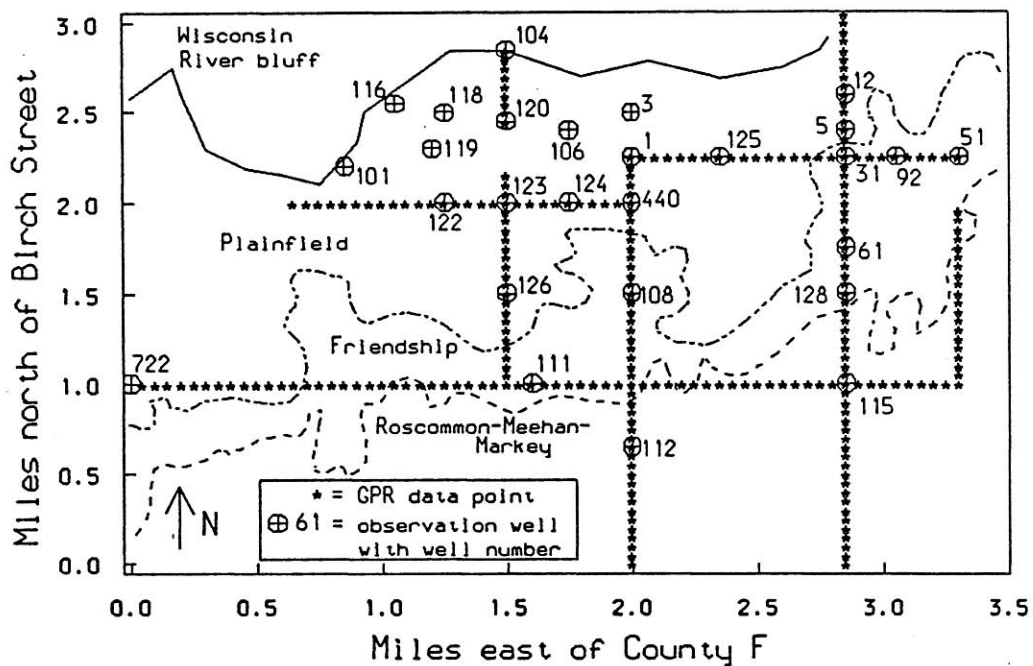 3.0
Wisconsin
River bluff
104
116
118
120
3
12
2.5
119
106
1
125
5
51
101
31
92
2.0
122
123
124
440
Plainfield
61
126
108
128
1.5
Friendship
722
111
1.0
115
Roscommon-Meehan-
Markey
112
0.5
* = GPR data point
61 = observation well
with well number
N
0.0
0.0 0.5 1.0 1.5 2.0 2.5 3.0 3.5
Miles east of County F
Miles north of Birch Street